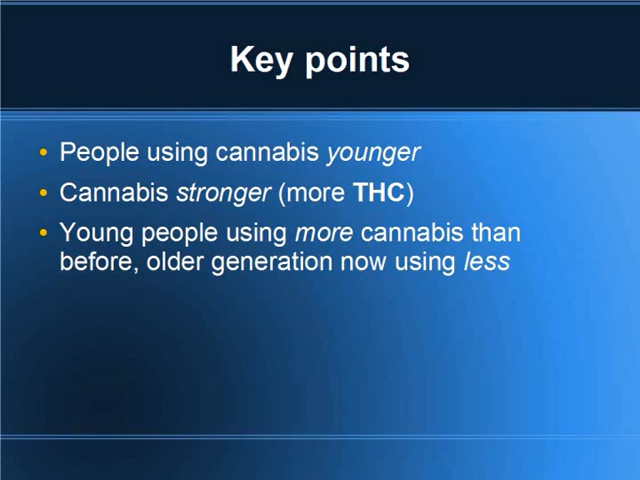 Key points
• People using cannabis younger
• Cannabis stronger (more THC)
• Young people using more cannabis than
before, older generation now using less